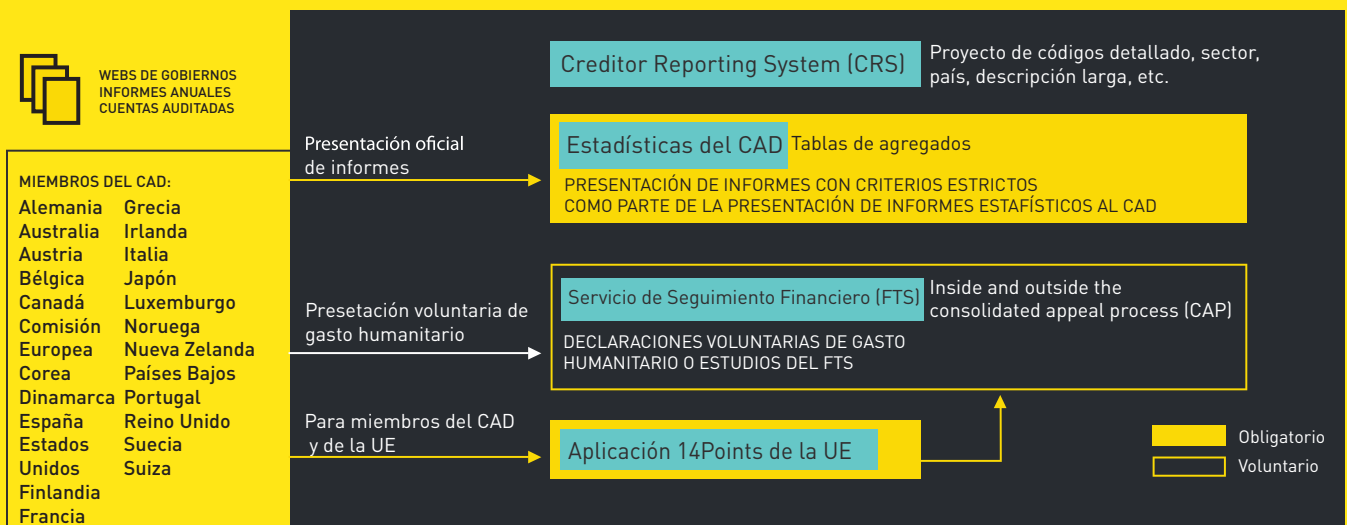 WEBS DE GOBIERNOS
INFORMES ANUALES
CUENTAS AUDITADAS
MIEMBROS DEL CAD:
Alemania
Australia
Austria
Bélgica
Canadá
Comisión
Europea
Corea
Dinamarca
España
Estados
Unidos
Finlandia
Francia
Grecia
Irlanda
Italia
Japón
Luxemburgo
Noruega
Nueva Zelanda
Países Bajos
Portugal
Reino Unido
Suecia
Suiza
Presentación oficial
de informes
Presetación voluntaria de
gasto humanitario
Para miembros del CAD
y de la UE
Creditor Reporting System (CRS)
Proyecto de códigos detallado, sector,
país, descripción larga, etc.
Estadísticas del CAD Tablas de agregados
PRESENTACIÓN DE INFORMES CON CRITERIOS ESTRICTOS
COMO PARTE DE LA PRESENTACIÓN DE INFORMES ESTAFÍSTICOS AL CAD
Servicio de Seguimiento Financiero (FTS)
Inside and outside the
consolidated appeal process (CAP)
DECLARACIONES VOLUNTARIAS DE GASTO
HUMANITARIO O ESTUDIOS DEL FTS
Aplicación 14Points de la UE
Obligatorio
Voluntario